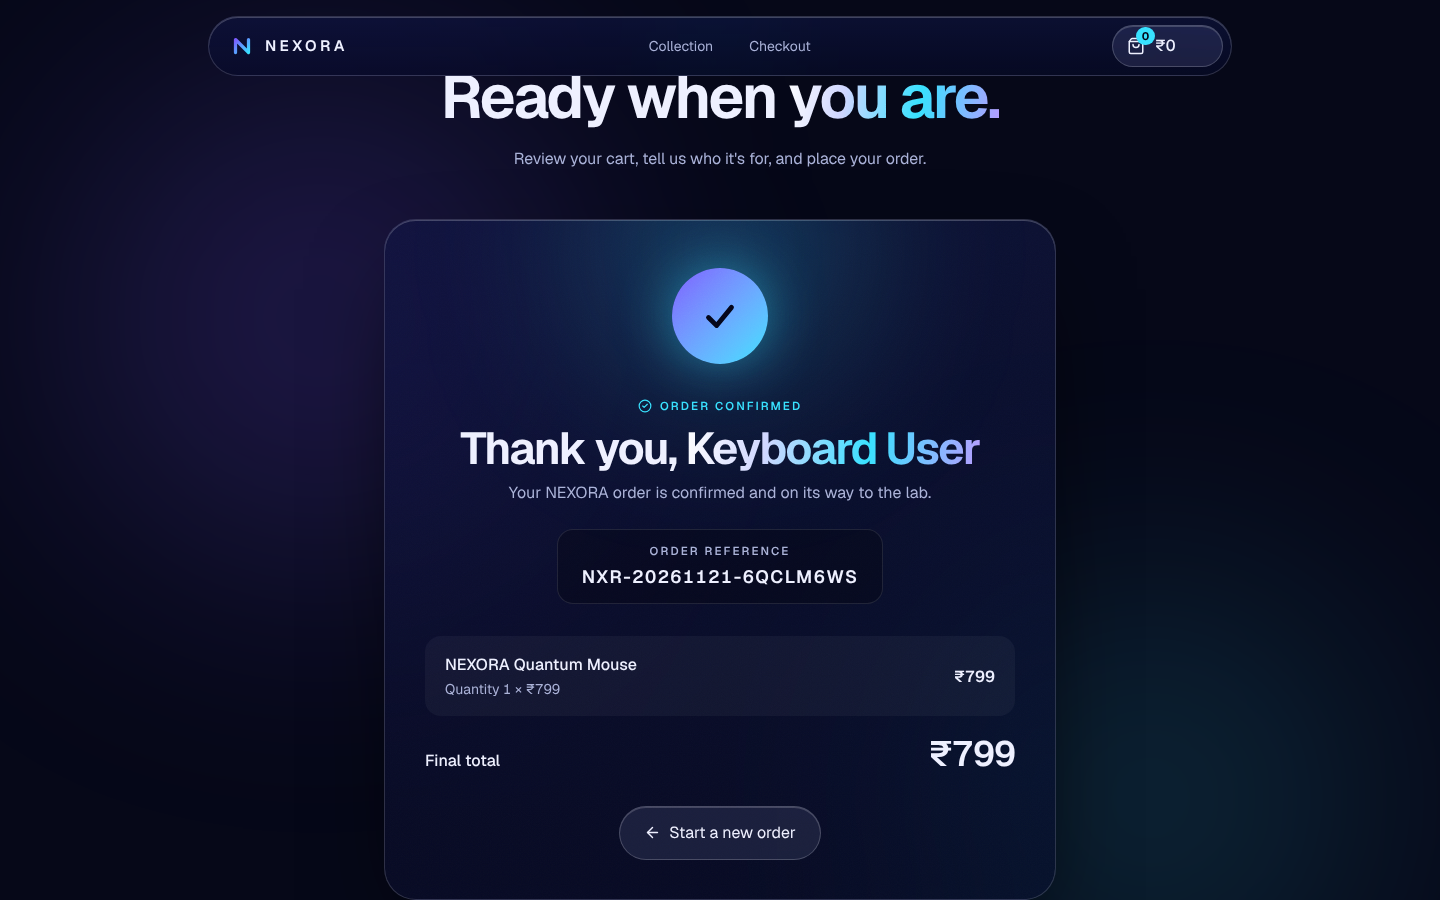 NEXORA
Collection
Checkout
0
₹0
Ready when you are.
Review your cart, tell us who it's for, and place your order.
ORDER CONFIRMED
Thank you, Keyboard User
Your NEXORA order is confirmed and on its way to the lab.
ORDER REFERENCE
NXR-20261121-6QCLM6WS
NEXORA Quantum Mouse
Quantity 1 × ₹799
₹799
Final total
₹799
Start a new order